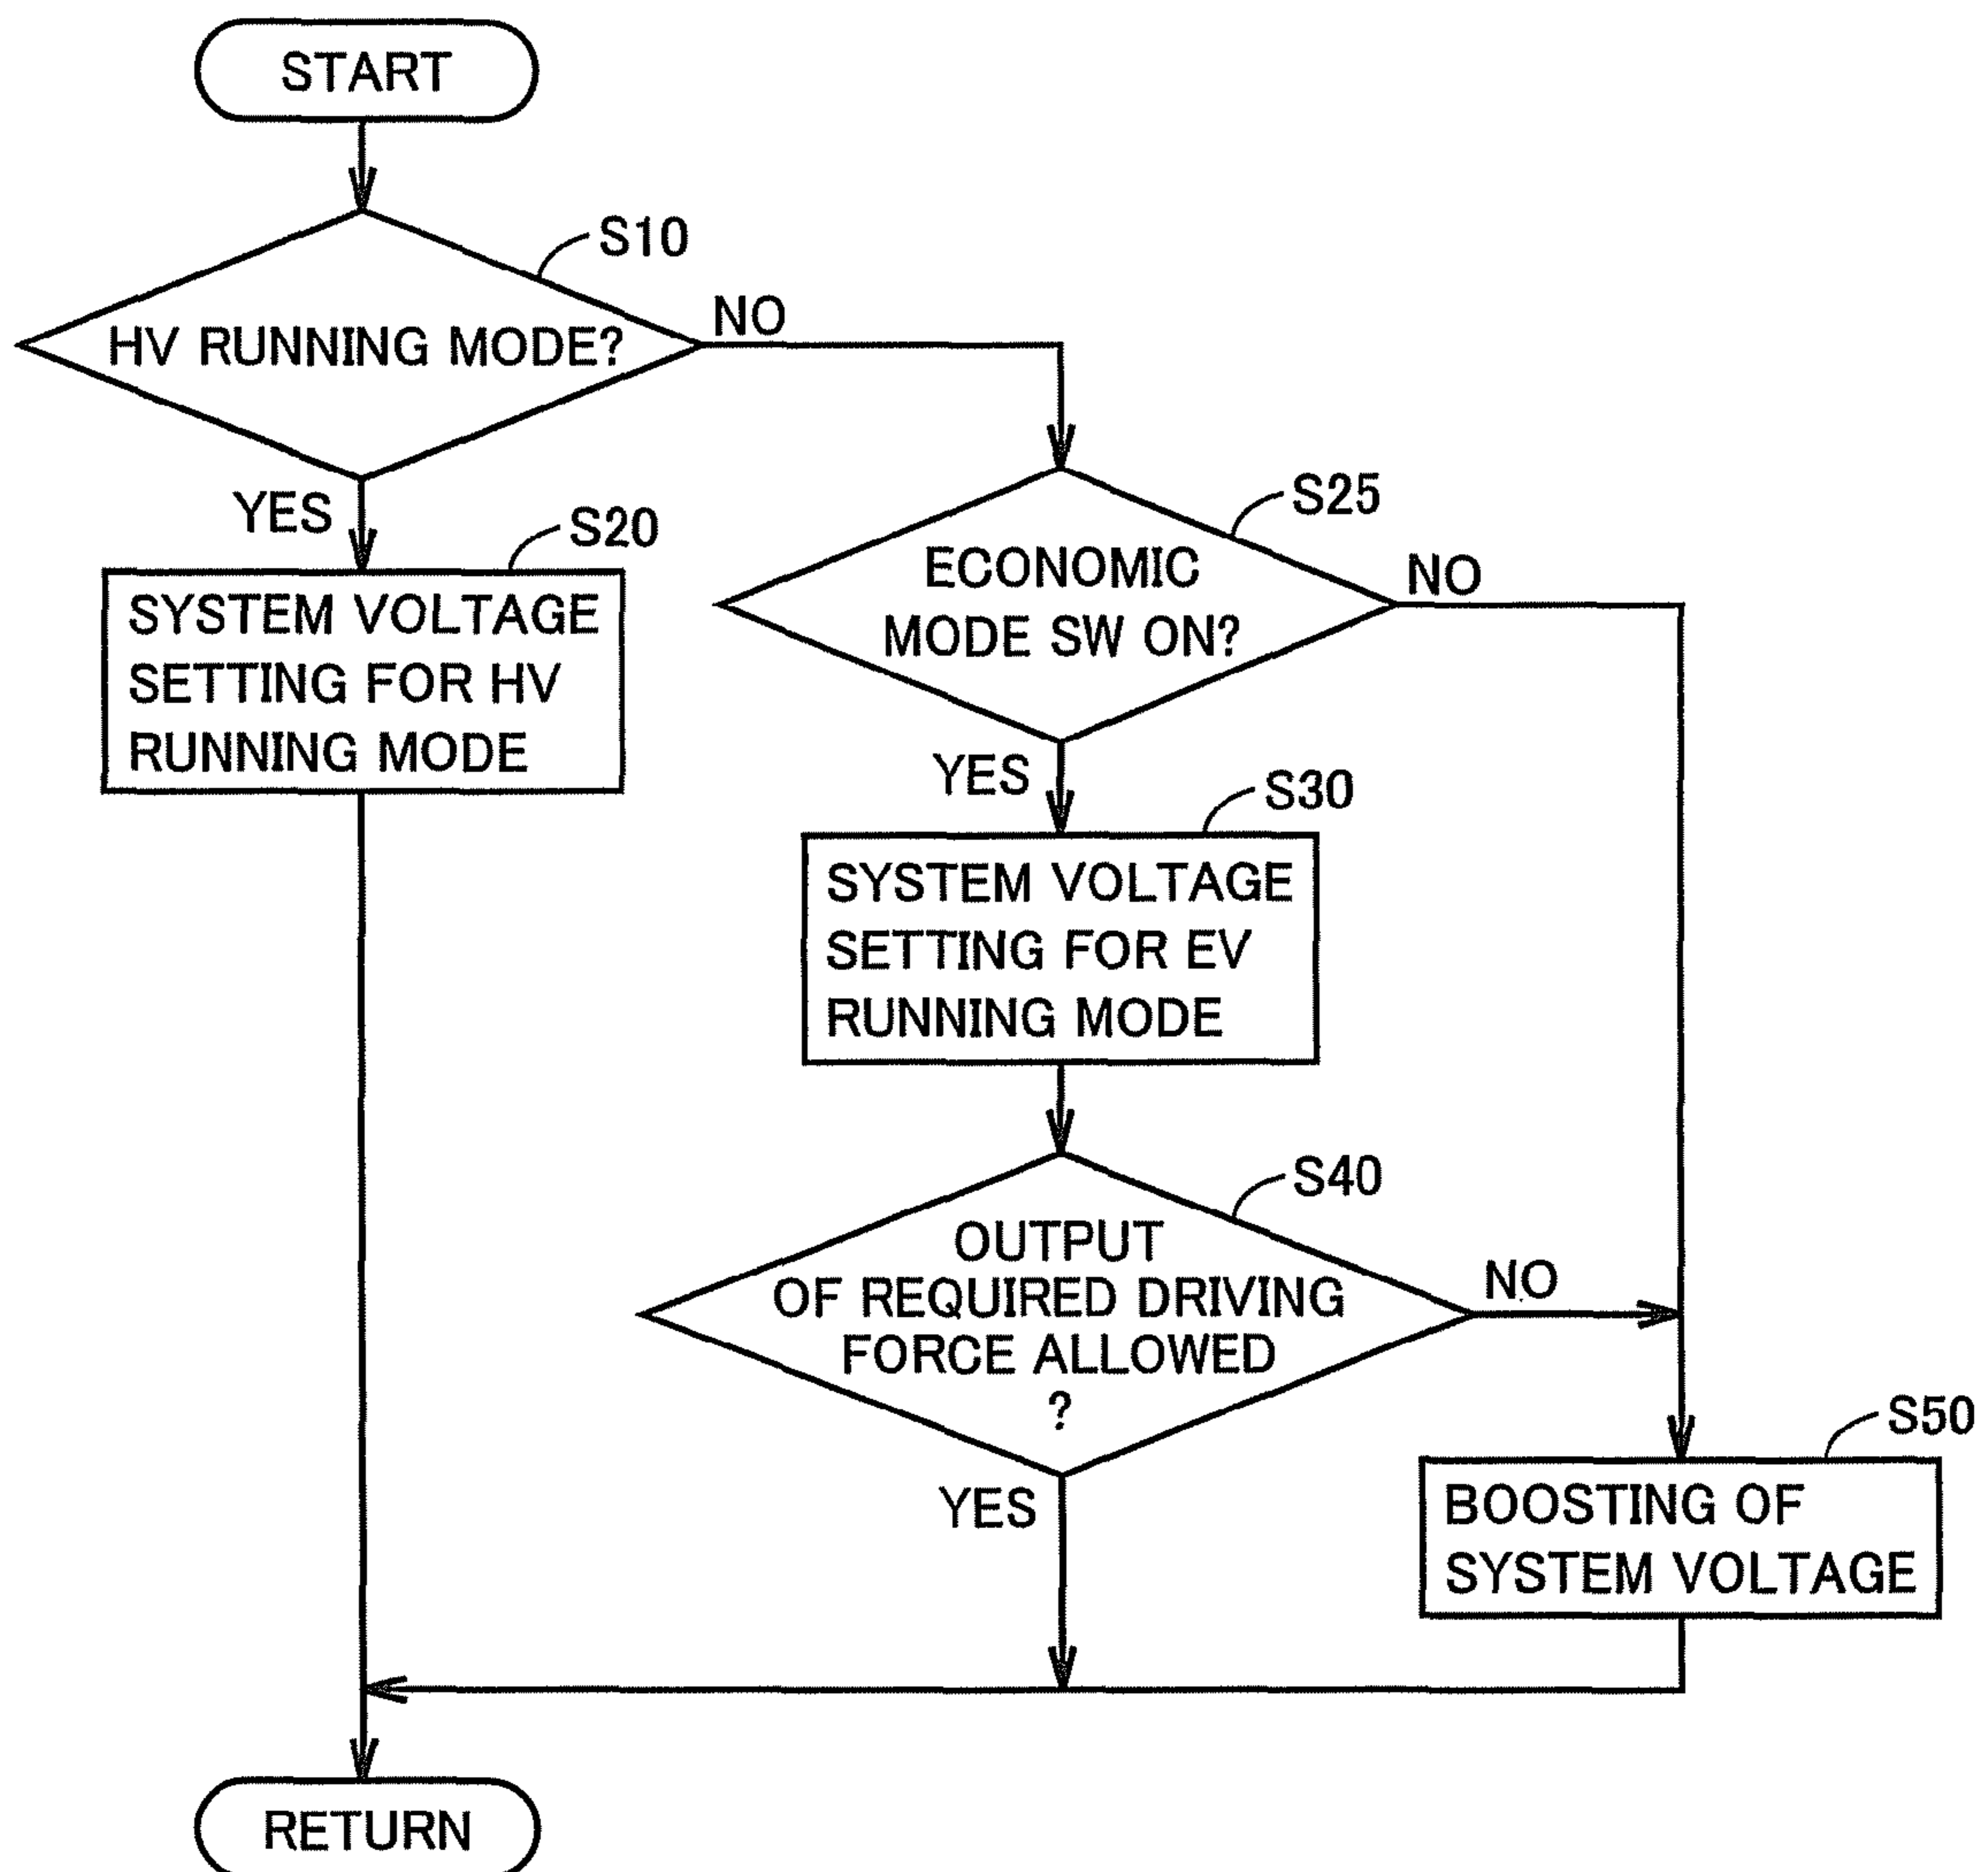 START
S10
HV RUNNING MODE?
NO
YES
S20
SYSTEM VOLTAGE
SETTING FOR HV
RUNNING MODE
S25
ECONOMIC
MODE SW ON?
NO
YES
S30
SYSTEM VOLTAGE
SETTING FOR EV
RUNNING MODE
S40
OUTPUT
OF REQUIRED DRIVING
FORCE ALLOWED
?
NO
YES
S50
BOOSTING OF
SYSTEM VOLTAGE
RETURN